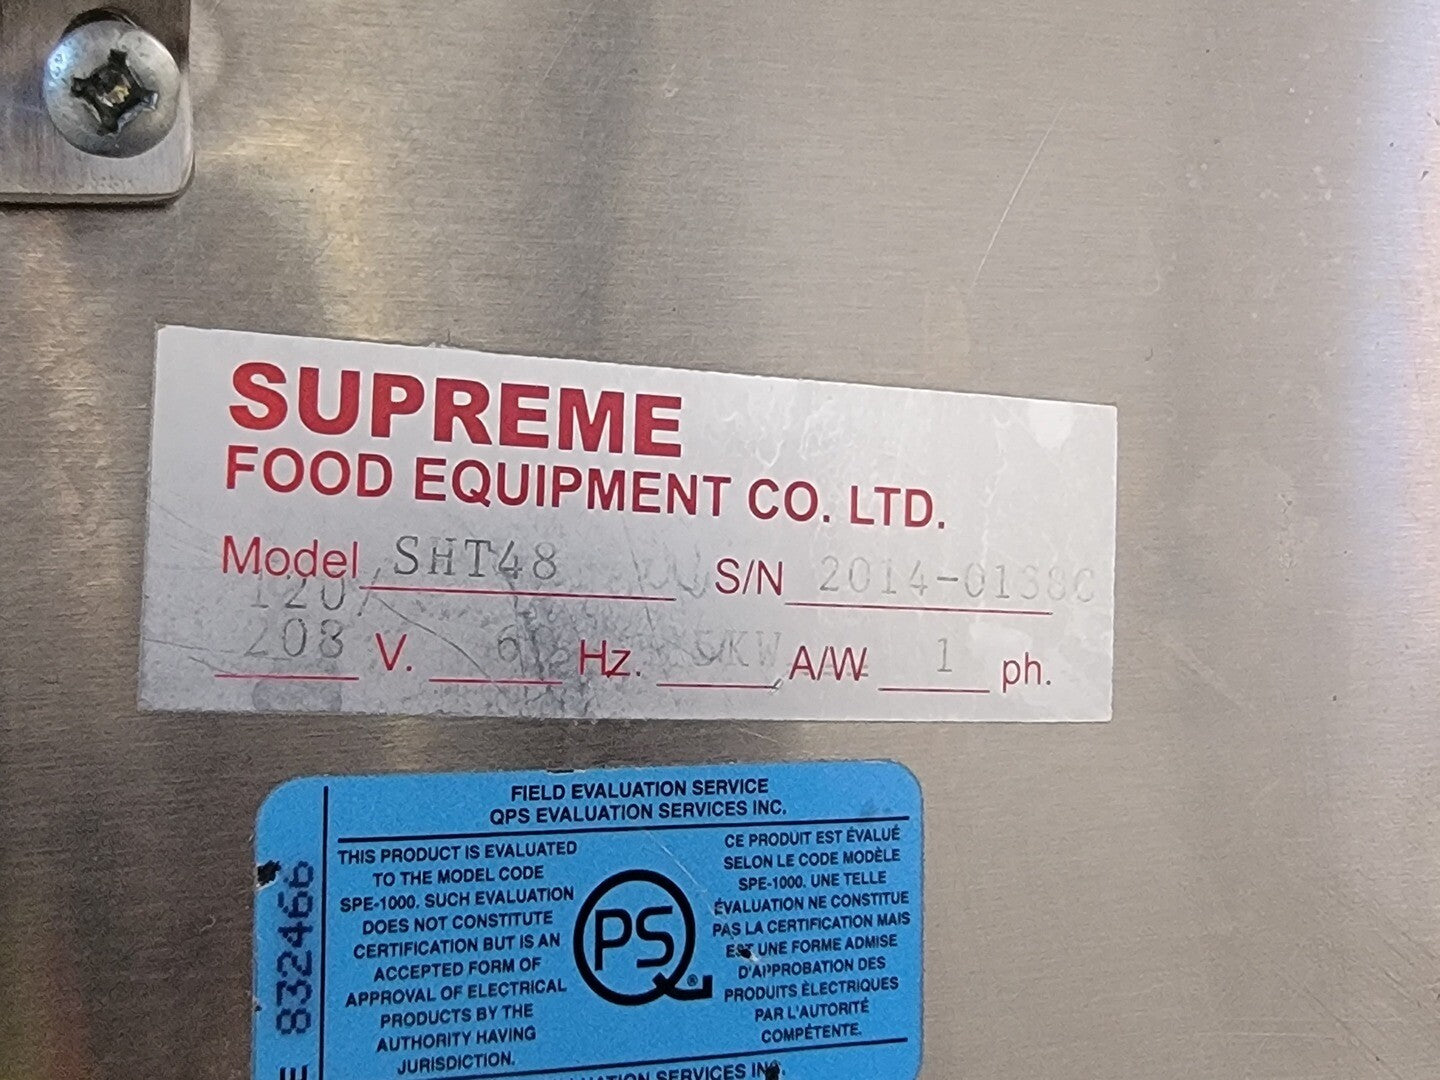 SUPREME
FOOD EQUIPMENT CO. LTD.
Model SHT48 S/N 2014-0138C
120/
208 V. Hz. KW A/W 1 ph.
FIELD EVALUATION SERVICE
QPS EVALUATION SERVICES INC.
THIS PRODUCT IS EVALUATED
TO THE MODEL CODE
SPE-1000. SUCH EVALUATION
DOES NOT CONSTITUTE
CERTIFICATION BUT IS AN
ACCEPTED FORM OF
APPROVAL OF ELECTRICAL
PRODUCTS BY THE
AUTHORITY HAVING
JURISDICTION.
PS
®
CE PRODUIT EST ÉVALUÉ
SELON LE CODE MODÈLE
SPE-1000. UNE TELLE
ÉVALUATION NE CONSTITUE
PAS LA CERTIFICATION MAIS
EST UNE FORME ADMISE
D'APPROBATION DES
PRODUITS ÉLECTRIQUES
PAR L'AUTORITÉ
COMPÉTENTE.
E 832466
SERVICES INC.